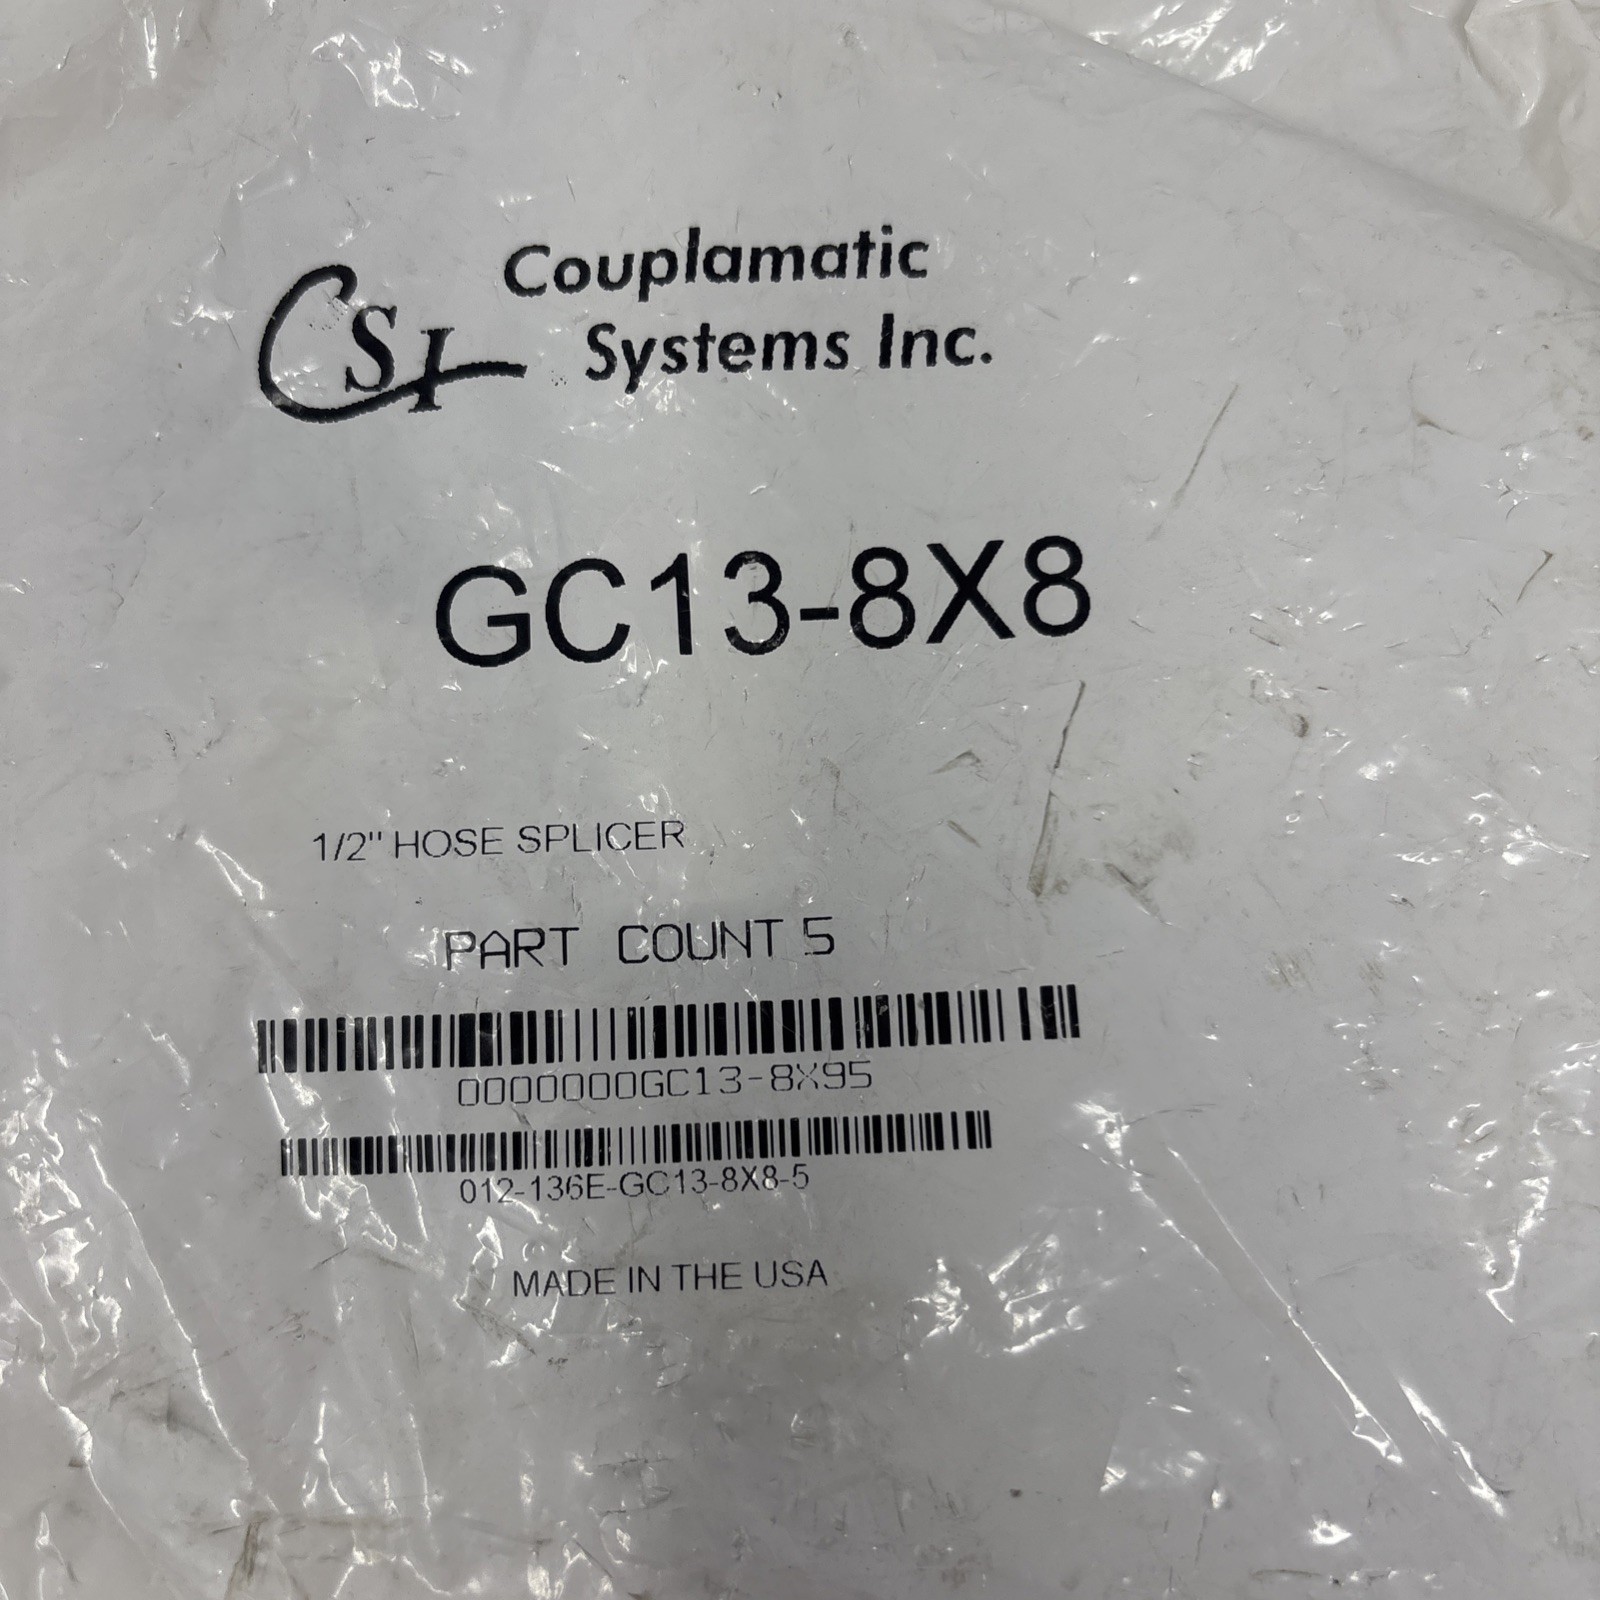 CSI
Couplamatic
Systems Inc.
GC13-8X8
1/2" HOSE SPLICER
PART COUNT 5
0000000GC13-8X95
012-136E-GC13-8X8-5
MADE IN THE USA